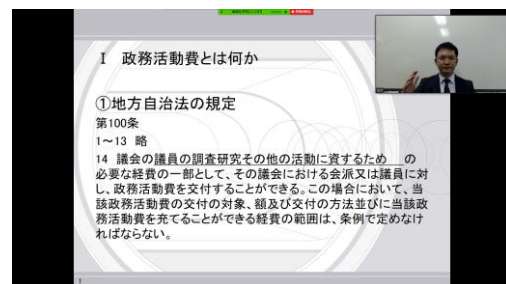 Ⅰ 政務活動費とは何か
①地方自治法の規定
第100条
1～13 略
14 議会の議員の調査研究その他の活動に資するため の
必要な経費の一部として、その議会における会派又は議員に対
し、政務活動費を交付することができる。この場合において、当
該政務活動費の交付の対象、額及び交付の方法並びに当該政
務活動費を充てることができる経費の範囲は、条例で定めなけ
ればならない。
1